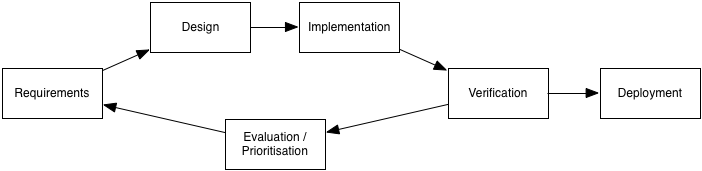 Design
Implementation
Requirements
Verification
Deployment
Evaluation /
Prioritisation